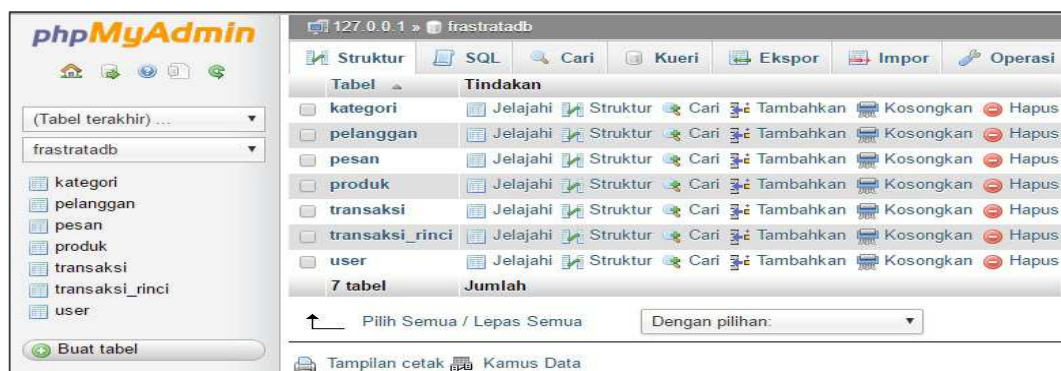 phpMyAdmin
(Tabel terakhir) ...
frastratadb
kategori
pelanggan
pesan
produk
transaksi
transaksi_rinci
user
Buat tabel
127.0.0.1 » frastratadb
Struktur SQL Cari Kueri Ekspor Impor Operasi
Tabel Tindakan
kategori Jelajahi Struktur Cari Tambahkan Kosongkan Hapus
pelanggan Jelajahi Struktur Cari Tambahkan Kosongkan Hapus
pesan Jelajahi Struktur Cari Tambahkan Kosongkan Hapus
produk Jelajahi Struktur Cari Tambahkan Kosongkan Hapus
transaksi Jelajahi Struktur Cari Tambahkan Kosongkan Hapus
transaksi_rinci Jelajahi Struktur Cari Tambahkan Kosongkan Hapus
user Jelajahi Struktur Cari Tambahkan Kosongkan Hapus
7 tabel Jumlah
Pilih Semua / Lepas Semua Dengan pilihan:
Tampilan cetak Kamus Data